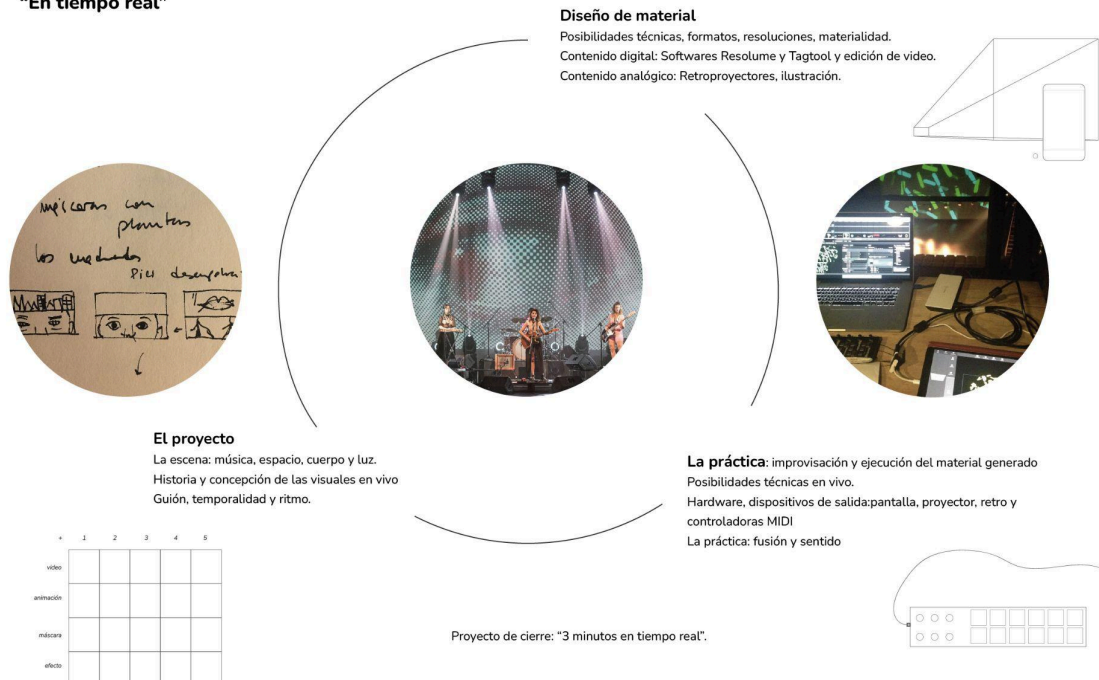 "En tiempo real"
Diseño de material
Posibilidades técnicas, formatos, resoluciones, materialidad.
Contenido digital: Softwares Resolume y Tagtool y edición de video.
Contenido analógico: Retroproyectores, ilustración.
máscaras con
plantas
los
Piel
El proyecto
La escena: música, espacio, cuerpo y luz.
Historia y concepción de las visuales en vivo
Guión, temporalidad y ritmo.
La práctica: improvisación y ejecución del material generado
Posibilidades técnicas en vivo.
Hardware, dispositivos de salida:pantalla, proyector, retro y
controladoras MIDI
La práctica: fusión y sentido
+ 1 2 3 4 5
video
animación
máscara
efecto
Proyecto de cierre: "3 minutos en tiempo real".